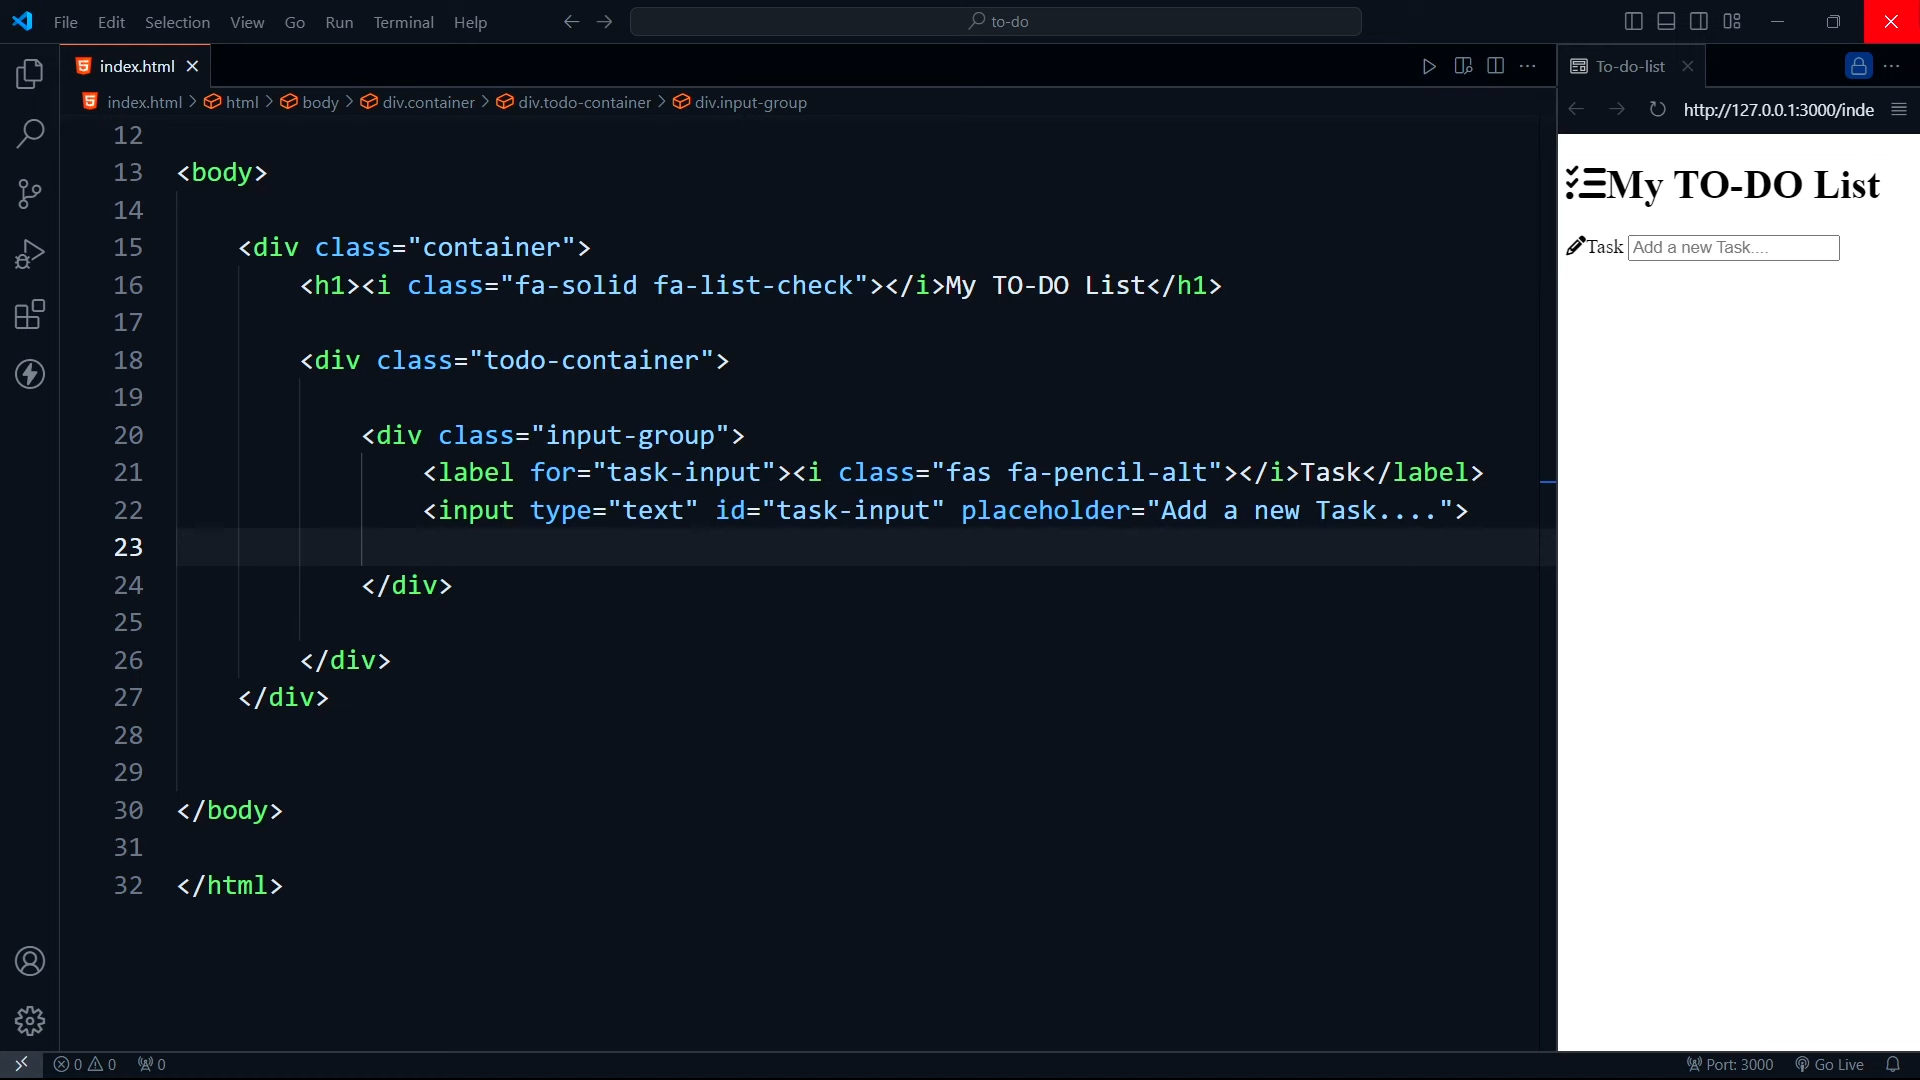 File Edit Selection View Go Run Terminal Help to-do
index.html
To-do-list
index.html > html > body > div.container > div.todo-container > div.input-group
http://127.0.0.1:3000/inde
12
13 <body>
14
15 <div class="container">
16 <h1><i class="fa-solid fa-list-check"></i>My TO-DO List</h1>
17
18 <div class="todo-container">
19
20 <div class="input-group">
21 <label for="task-input"><i class="fas fa-pencil-alt"></i>Task</label>
22 <input type="text" id="task-input" placeholder="Add a new Task....">
23
24 </div>
25
26 </div>
27 </div>
28
29
30 </body>
31
32 </html>
My TO-DO List
Task Add a new Task....
0 0 0 Port: 3000 Go Live